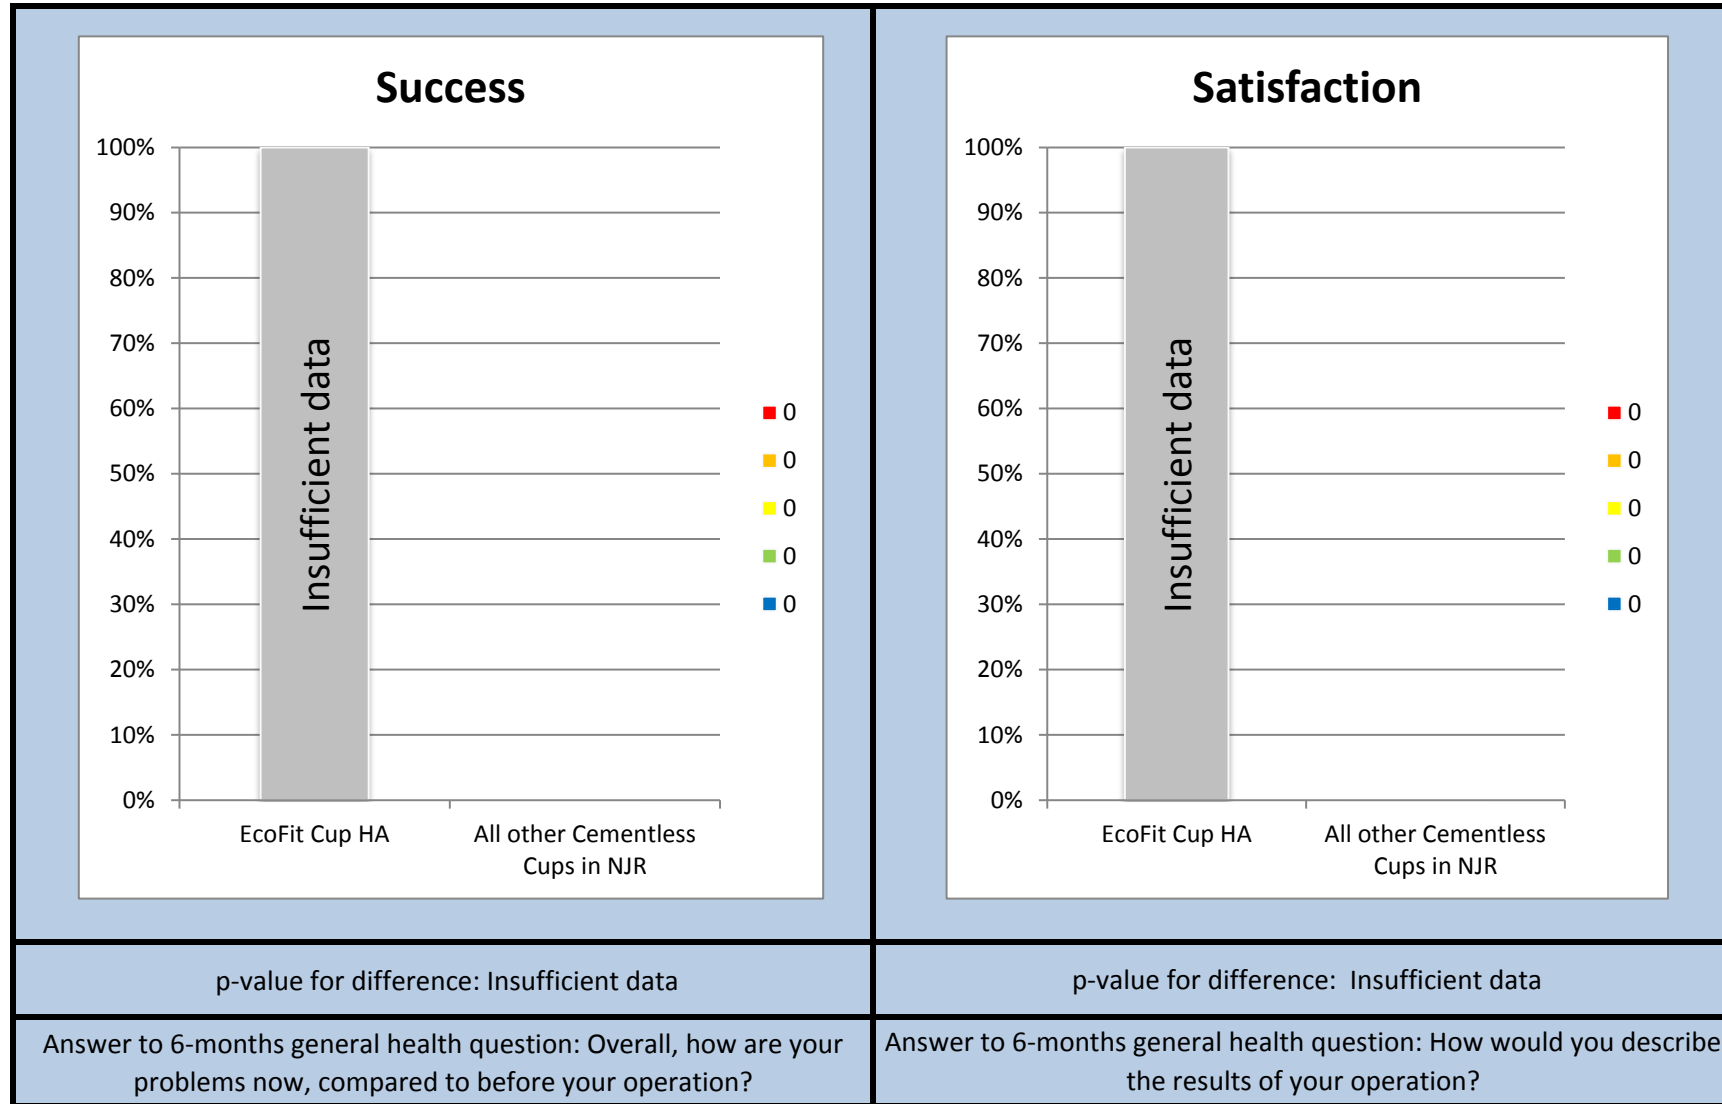 Success
100%
90%
80%
70%
60%
50%
40%
30%
20%
10%
0%
Insufficient data
EcoFit Cup HA
All other Cementless
Cups in NJR
0
0
0
0
0
p-value for difference: Insufficient data
Answer to 6-months general health question: Overall, how are your
problems now, compared to before your operation?
Satisfaction
100%
90%
80%
70%
60%
50%
40%
30%
20%
10%
0%
Insufficient data
EcoFit Cup HA
All other Cementless
Cups in NJR
0
0
0
0
0
p-value for difference:  Insufficient data
Answer to 6-months general health question: How would you describe
the results of your operation?